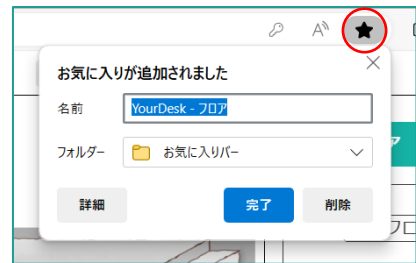 お気に入りが追加されました
名前
YourDesk - フロア
フォルダー
お気に入りバー
詳細
完了
削除